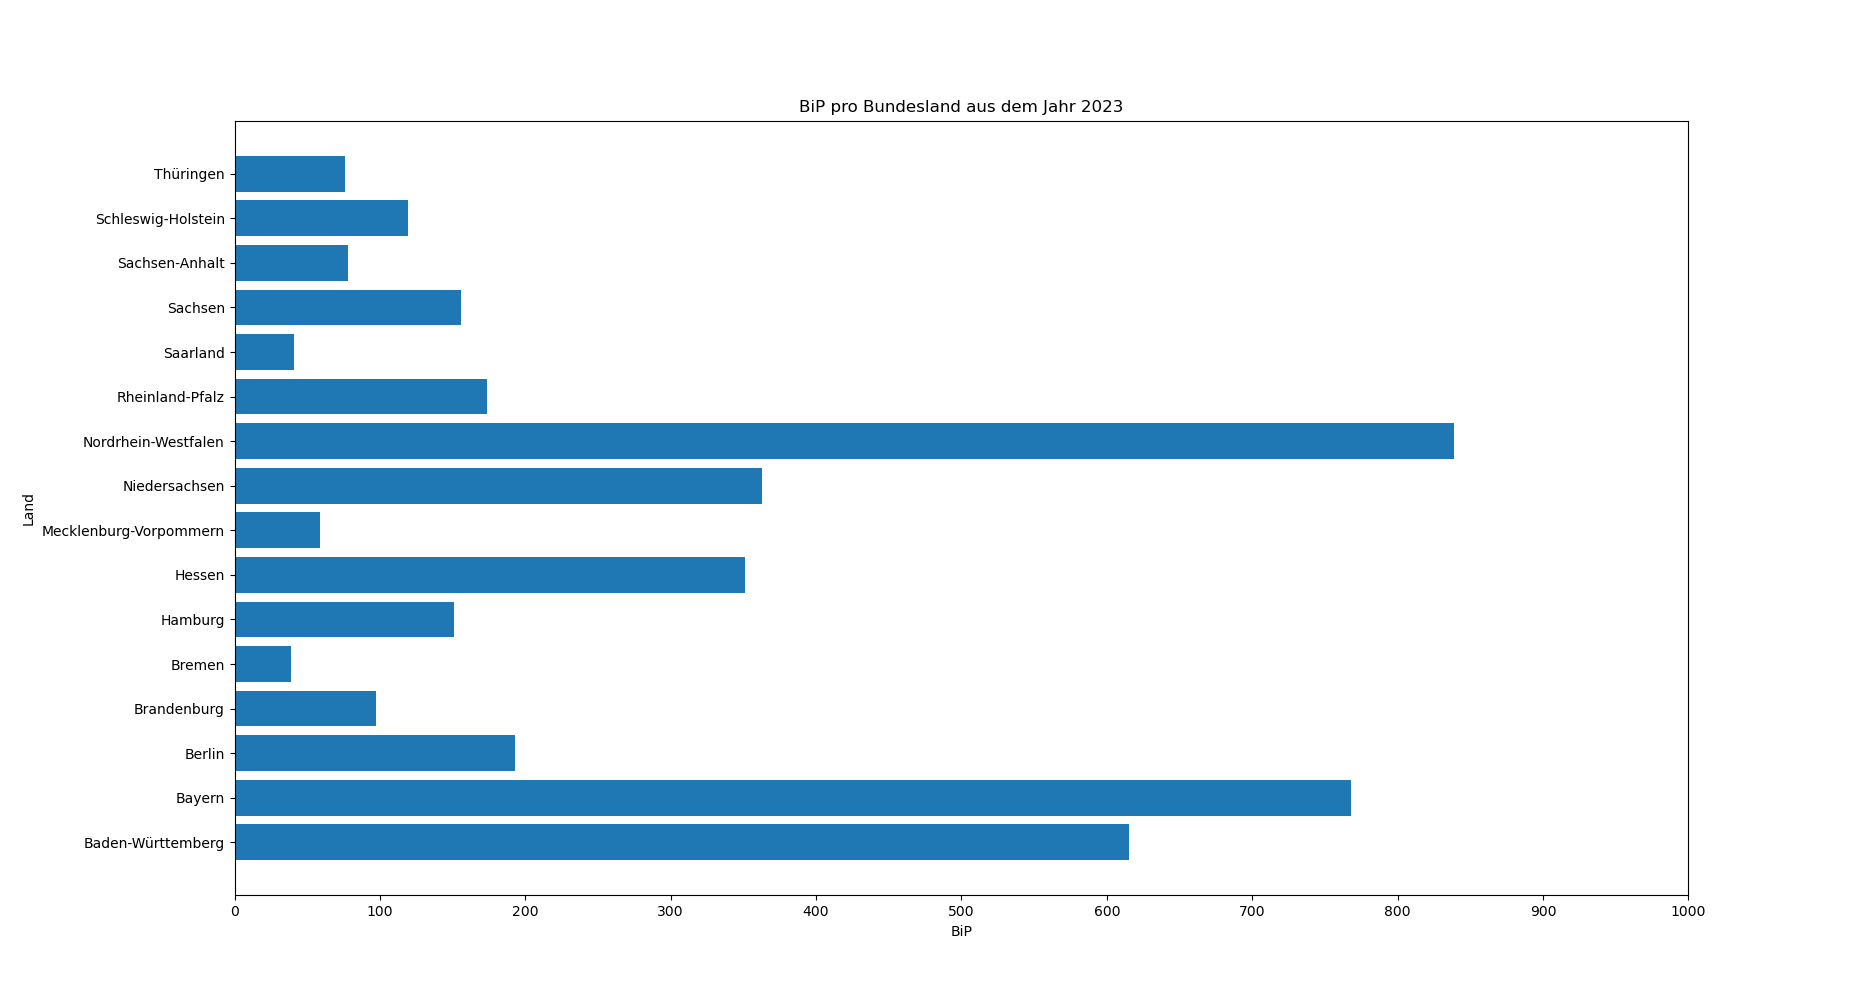 BiP pro Bundesland aus dem Jahr 2023
Thüringen
Schleswig-Holstein
Sachsen-Anhalt
Sachsen
Saarland
Rheinland-Pfalz
Nordrhein-Westfalen
Niedersachsen
Land
Mecklenburg-Vorpommern
Hessen
Hamburg
Bremen
Brandenburg
Berlin
Bayern
Baden-Württemberg
0 100 200 300 400 500 600 700 800 900 1000
BiP